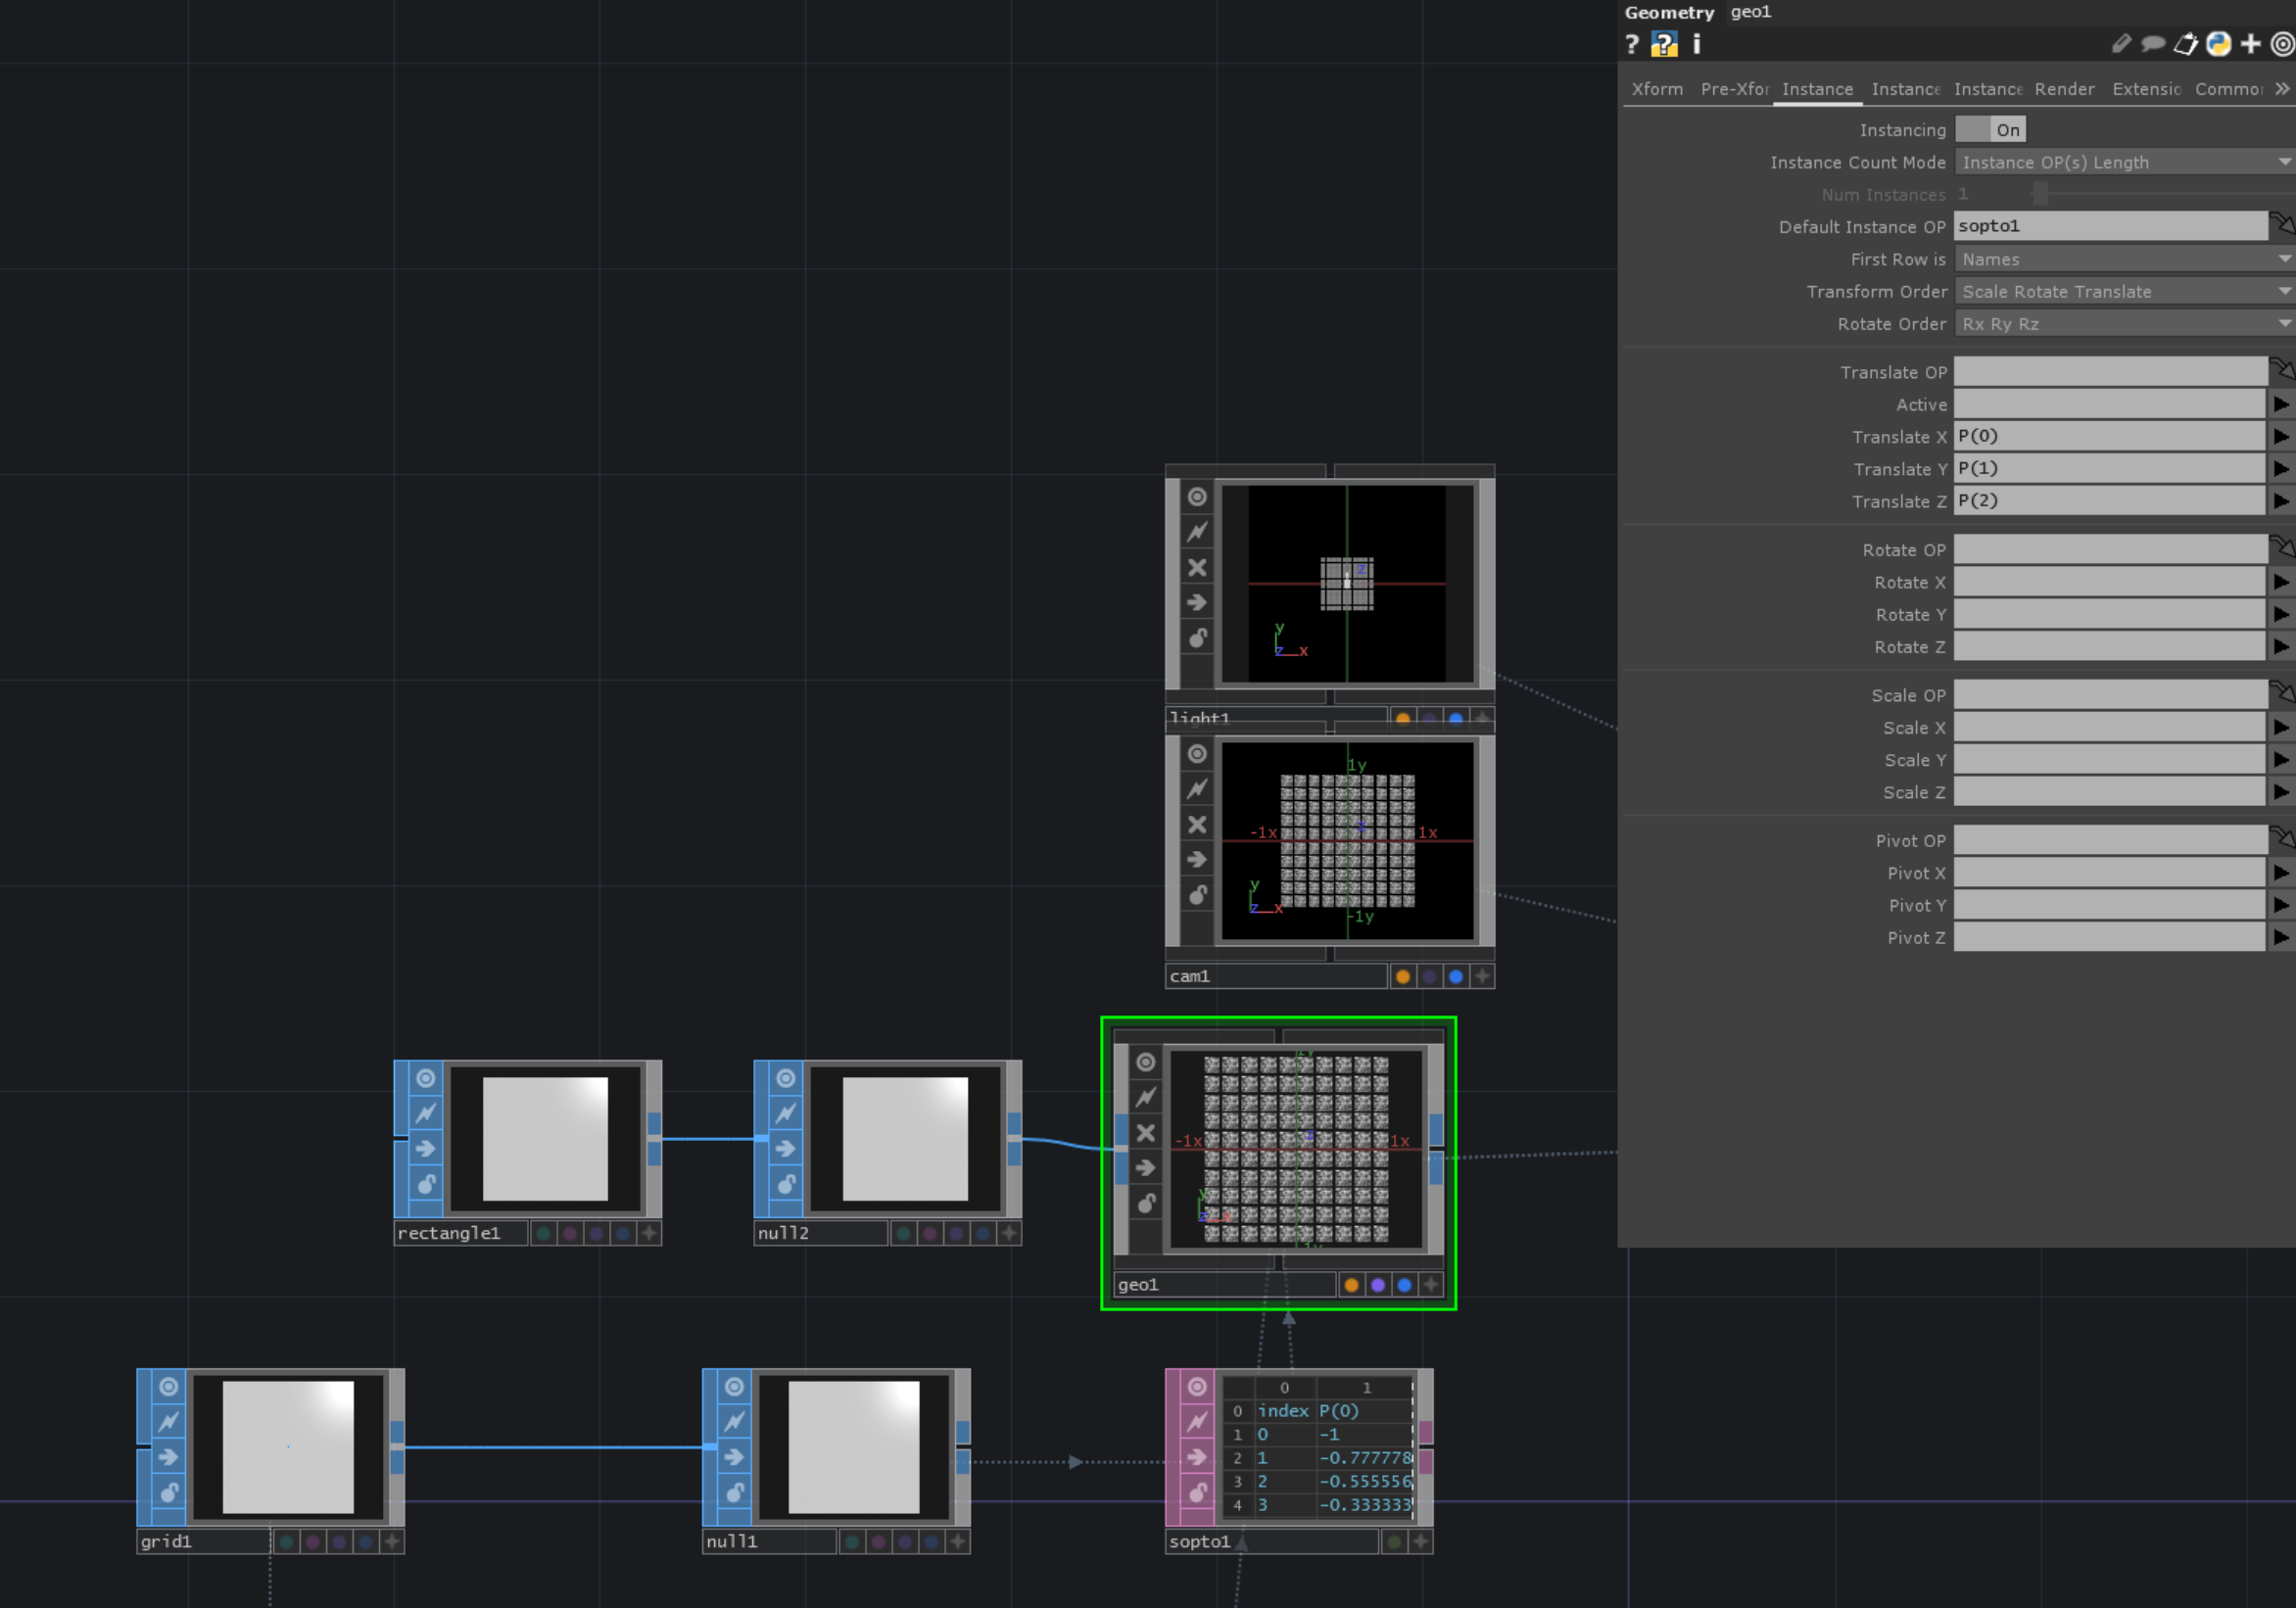 Geometry geo1
? ? i
Xform Pre-Xfor Instance Instance Instance Render Extensio Common
Instancing On
Instance Count Mode Instance OP(s) Length
Num Instances 1
Default Instance OP sopto1
First Row is Names
Transform Order Scale Rotate Translate
Rotate Order Rx Ry Rz
Translate OP
Active
Translate X P(0)
Translate Y P(1)
Translate Z P(2)
Rotate OP
Rotate X
Rotate Y
Rotate Z
Scale OP
Scale X
Scale Y
Scale Z
Pivot OP
Pivot X
Pivot Y
Pivot Z
z
y
z x
light1
1y
-1x z 1x
y
z x
-1y
cam1
rectangle1
null2
1y
-1x z 1x
y
z x
-1y
geo1
grid1
null1
0 1
0 index P(0)
1 0 -1
2 1 -0.777778
3 2 -0.555556
4 3 -0.333333
sopto1